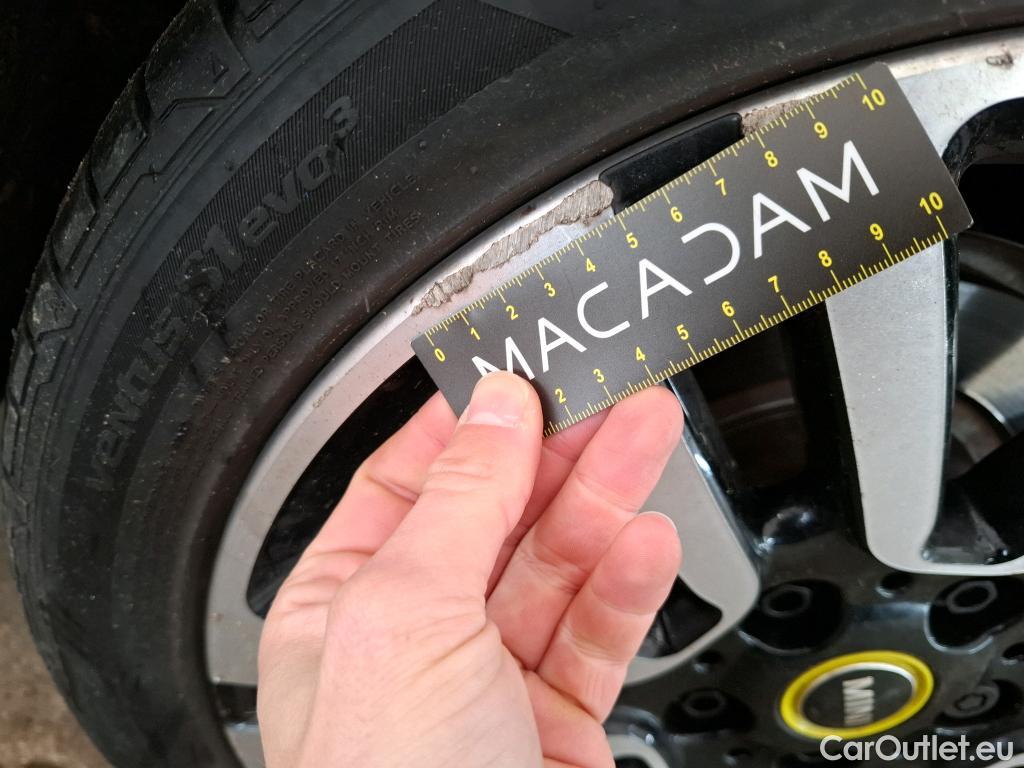 VENTUS S1 evo3
0 1 2 3 4 5 6 7 8 9 10
MACADAM
2 3 4 5 6 7 8 9 10
MINI
CarOutlet.eu